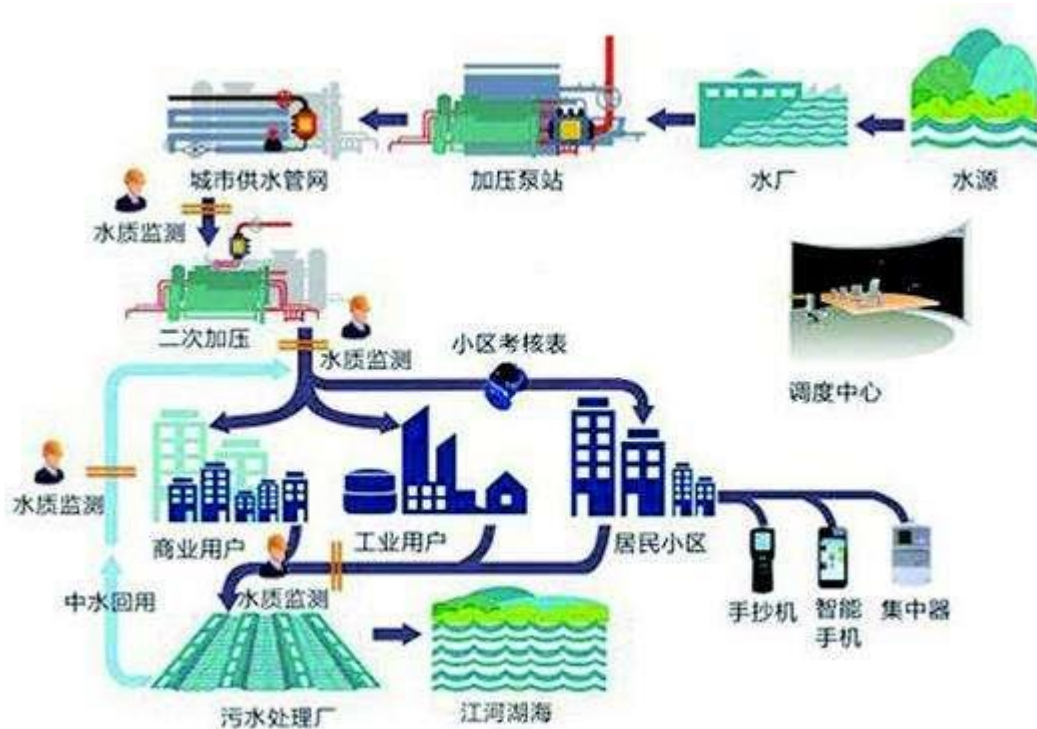 城市供水管网
加压泵站
水厂
水源
水质监测
二次加压
水质监测
小区考核表
调度中心
水质监测
商业用户
工业用户
居民小区
中水回用
水质监测
手抄机
智能
手机
集中器
污水处理厂
江河湖海